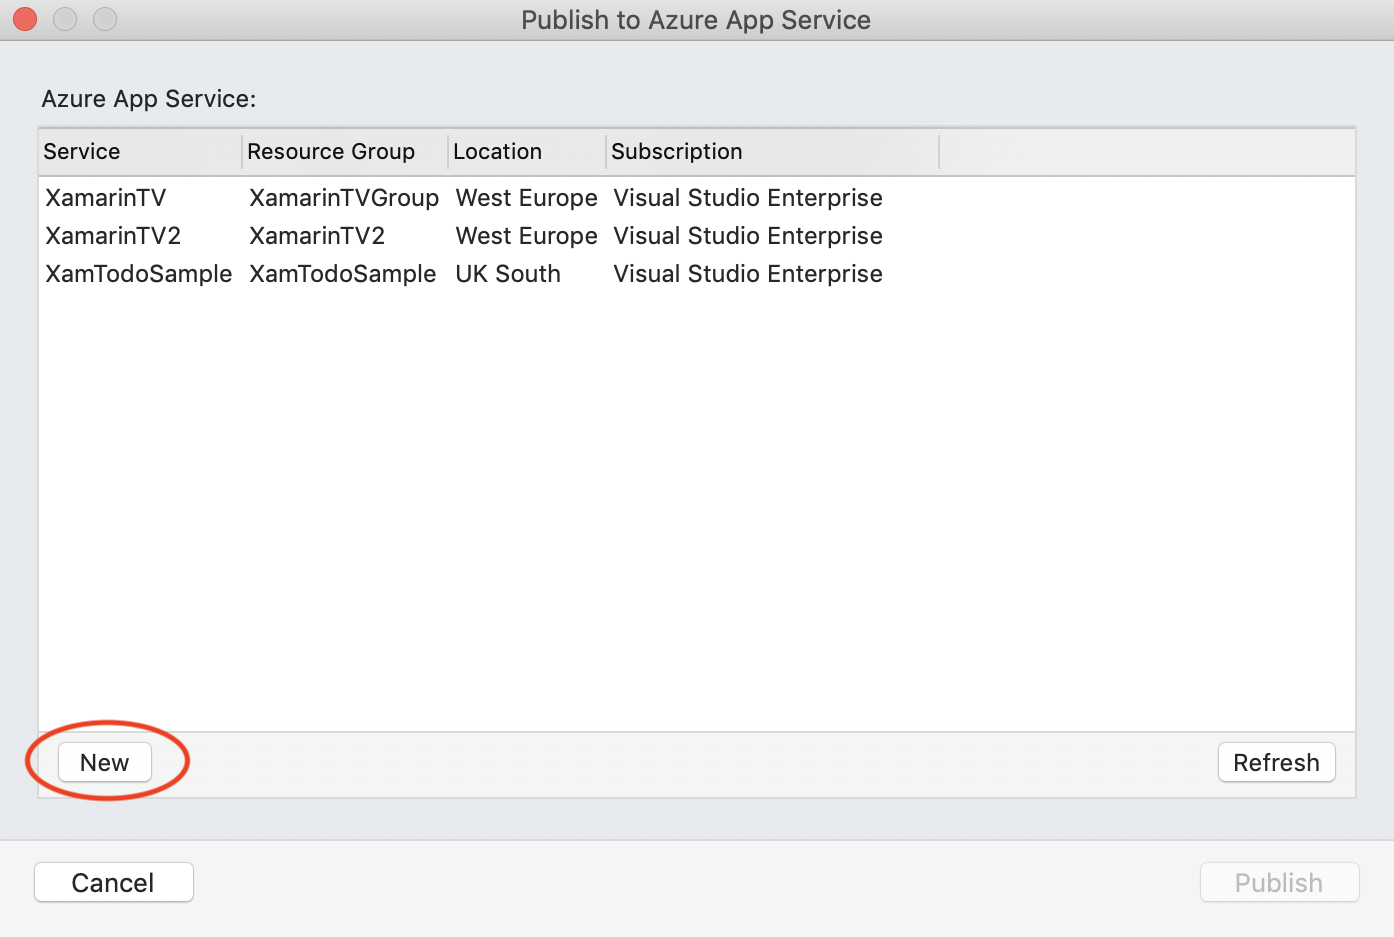 Publish to Azure App Service
Azure App Service:
Service Resource Group Location Subscription
XamarinTV XamarinTVGroup West Europe Visual Studio Enterprise
XamarinTV2 XamarinTV2 West Europe Visual Studio Enterprise
XamTodoSample XamTodoSample UK South Visual Studio Enterprise
New Refresh
Cancel Publish